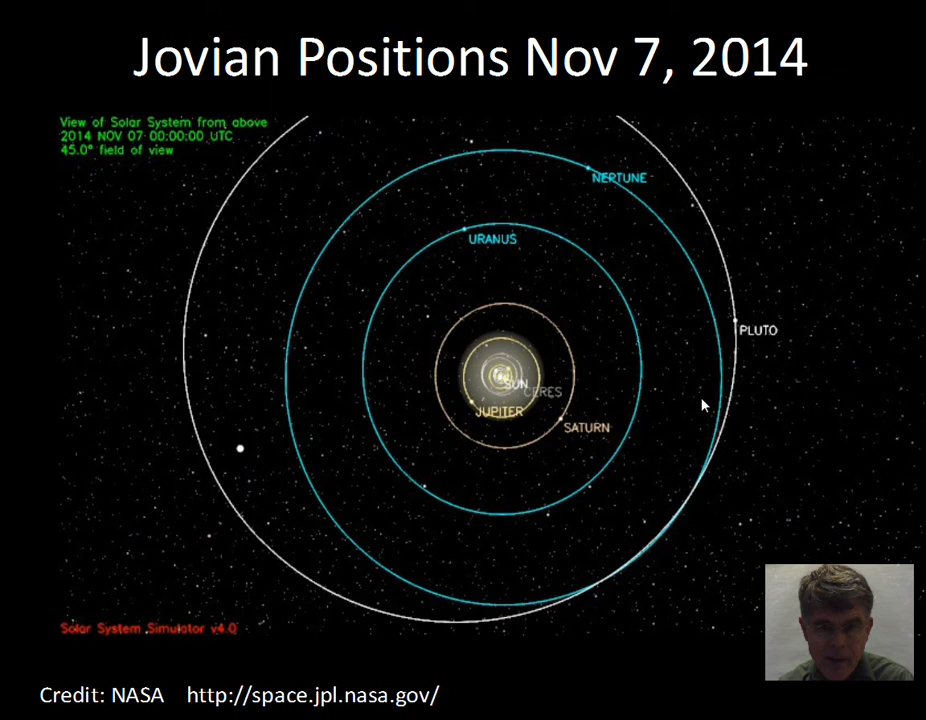 Jovian Positions Nov 7, 2014
View of Solar System from above
2014 NOV 07 00:00:00 UTC
45.0° field of view
NEPTUNE
URANUS
PLUTO
SUN
CERES
JUPITER
SATURN
Solar System Simulator v4.0
Credit: NASA http://space.jpl.nasa.gov/